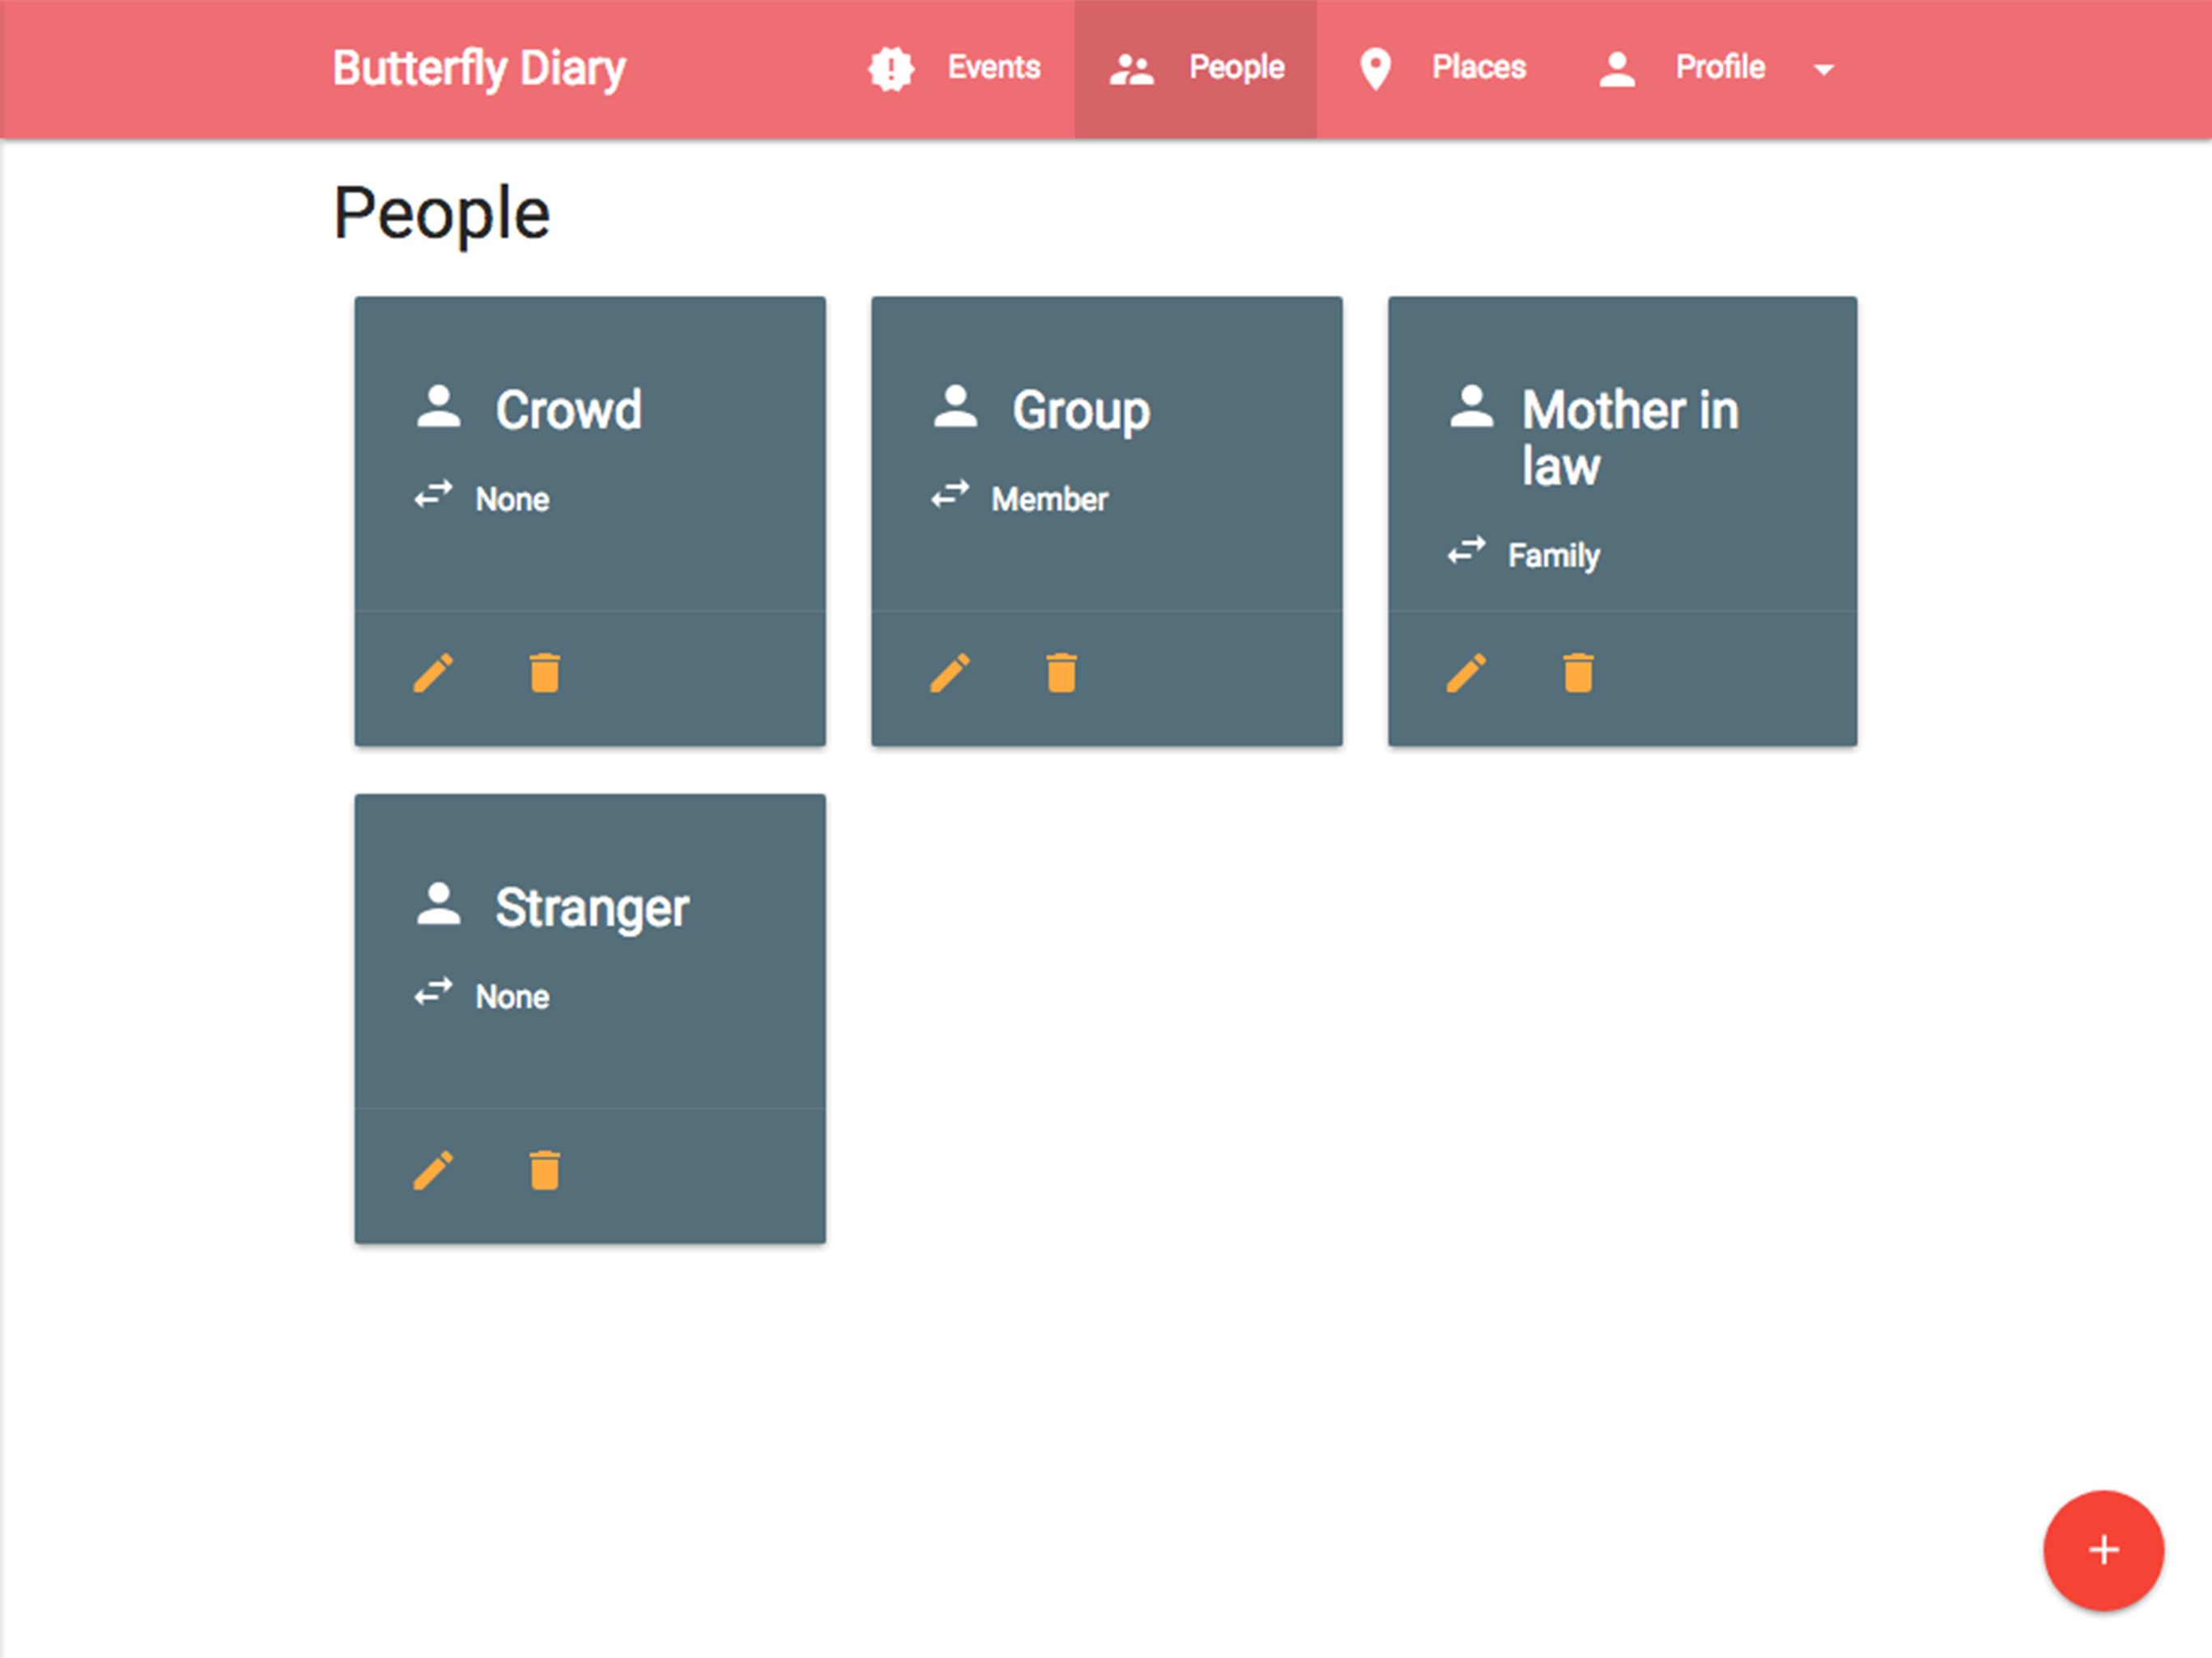 Butterfly Diary
Events
People
Places
Profile
People
Crowd
None
Group
Member
Mother in
law
Family
Stranger
None